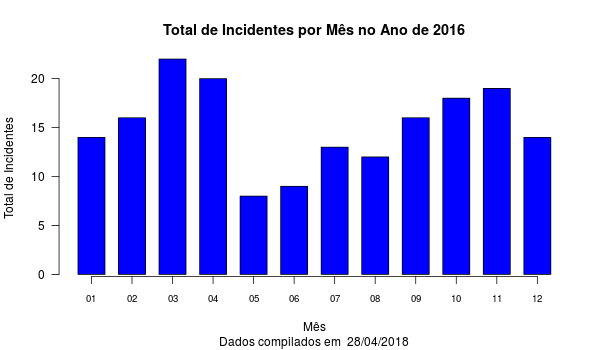 Total de Incidentes por Mês no Ano de 2016
Total de Incidentes
20
15
10
5
0
01 02 03 04 05 06 07 08 09 10 11 12
Mês
Dados compilados em 28/04/2018